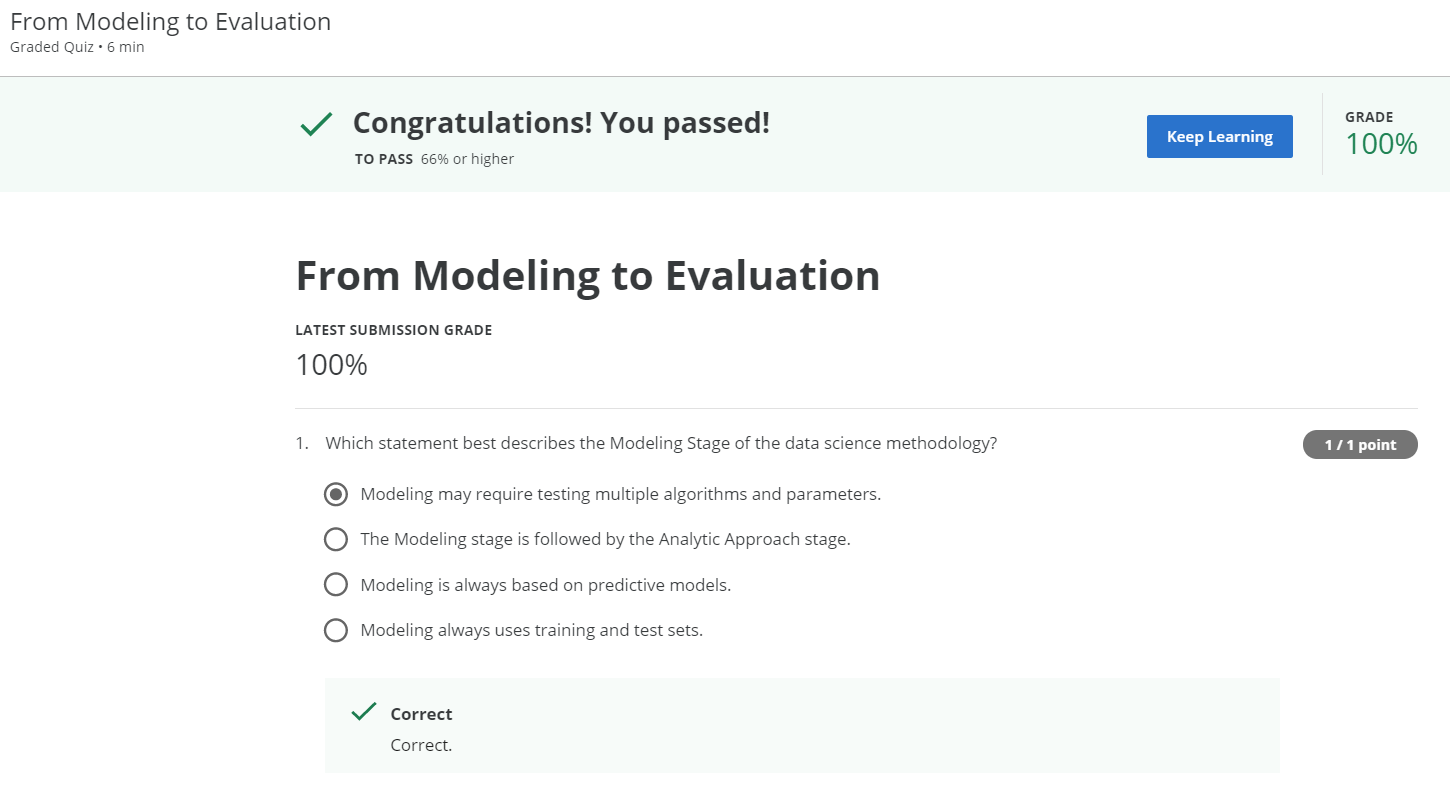 From Modeling to Evaluation
Graded Quiz • 6 min
Congratulations! You passed!
TO PASS 66% or higher
Keep Learning
GRADE
100%
From Modeling to Evaluation
LATEST SUBMISSION GRADE
100%
1. Which statement best describes the Modeling Stage of the data science methodology?
1 / 1 point
Modeling may require testing multiple algorithms and parameters.
The Modeling stage is followed by the Analytic Approach stage.
Modeling is always based on predictive models.
Modeling always uses training and test sets.
Correct
Correct.